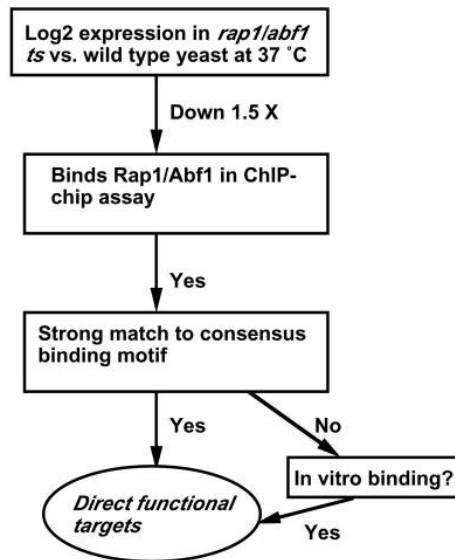 Log2 expression in rap1/abf1
ts vs. wild type yeast at 37 ˚C
Down 1.5 X
Binds Rap1/Abf1 in ChIP-
chip assay
Yes
Strong match to consensus
binding motif
Yes
No
In vitro binding?
Direct functional
targets
Yes